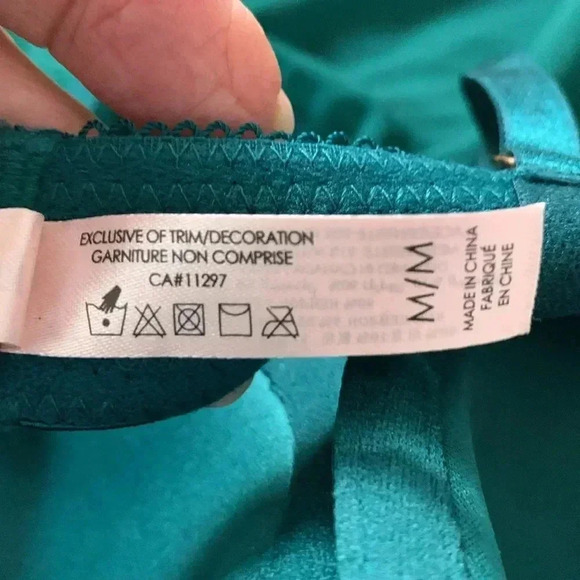 EXCLUSIVE OF TRIM/DECORATION
GARNITURE NON COMPRISE
CA#11297
M/M
MADE IN CHINA
FABRIQUÉ
EN CHINE